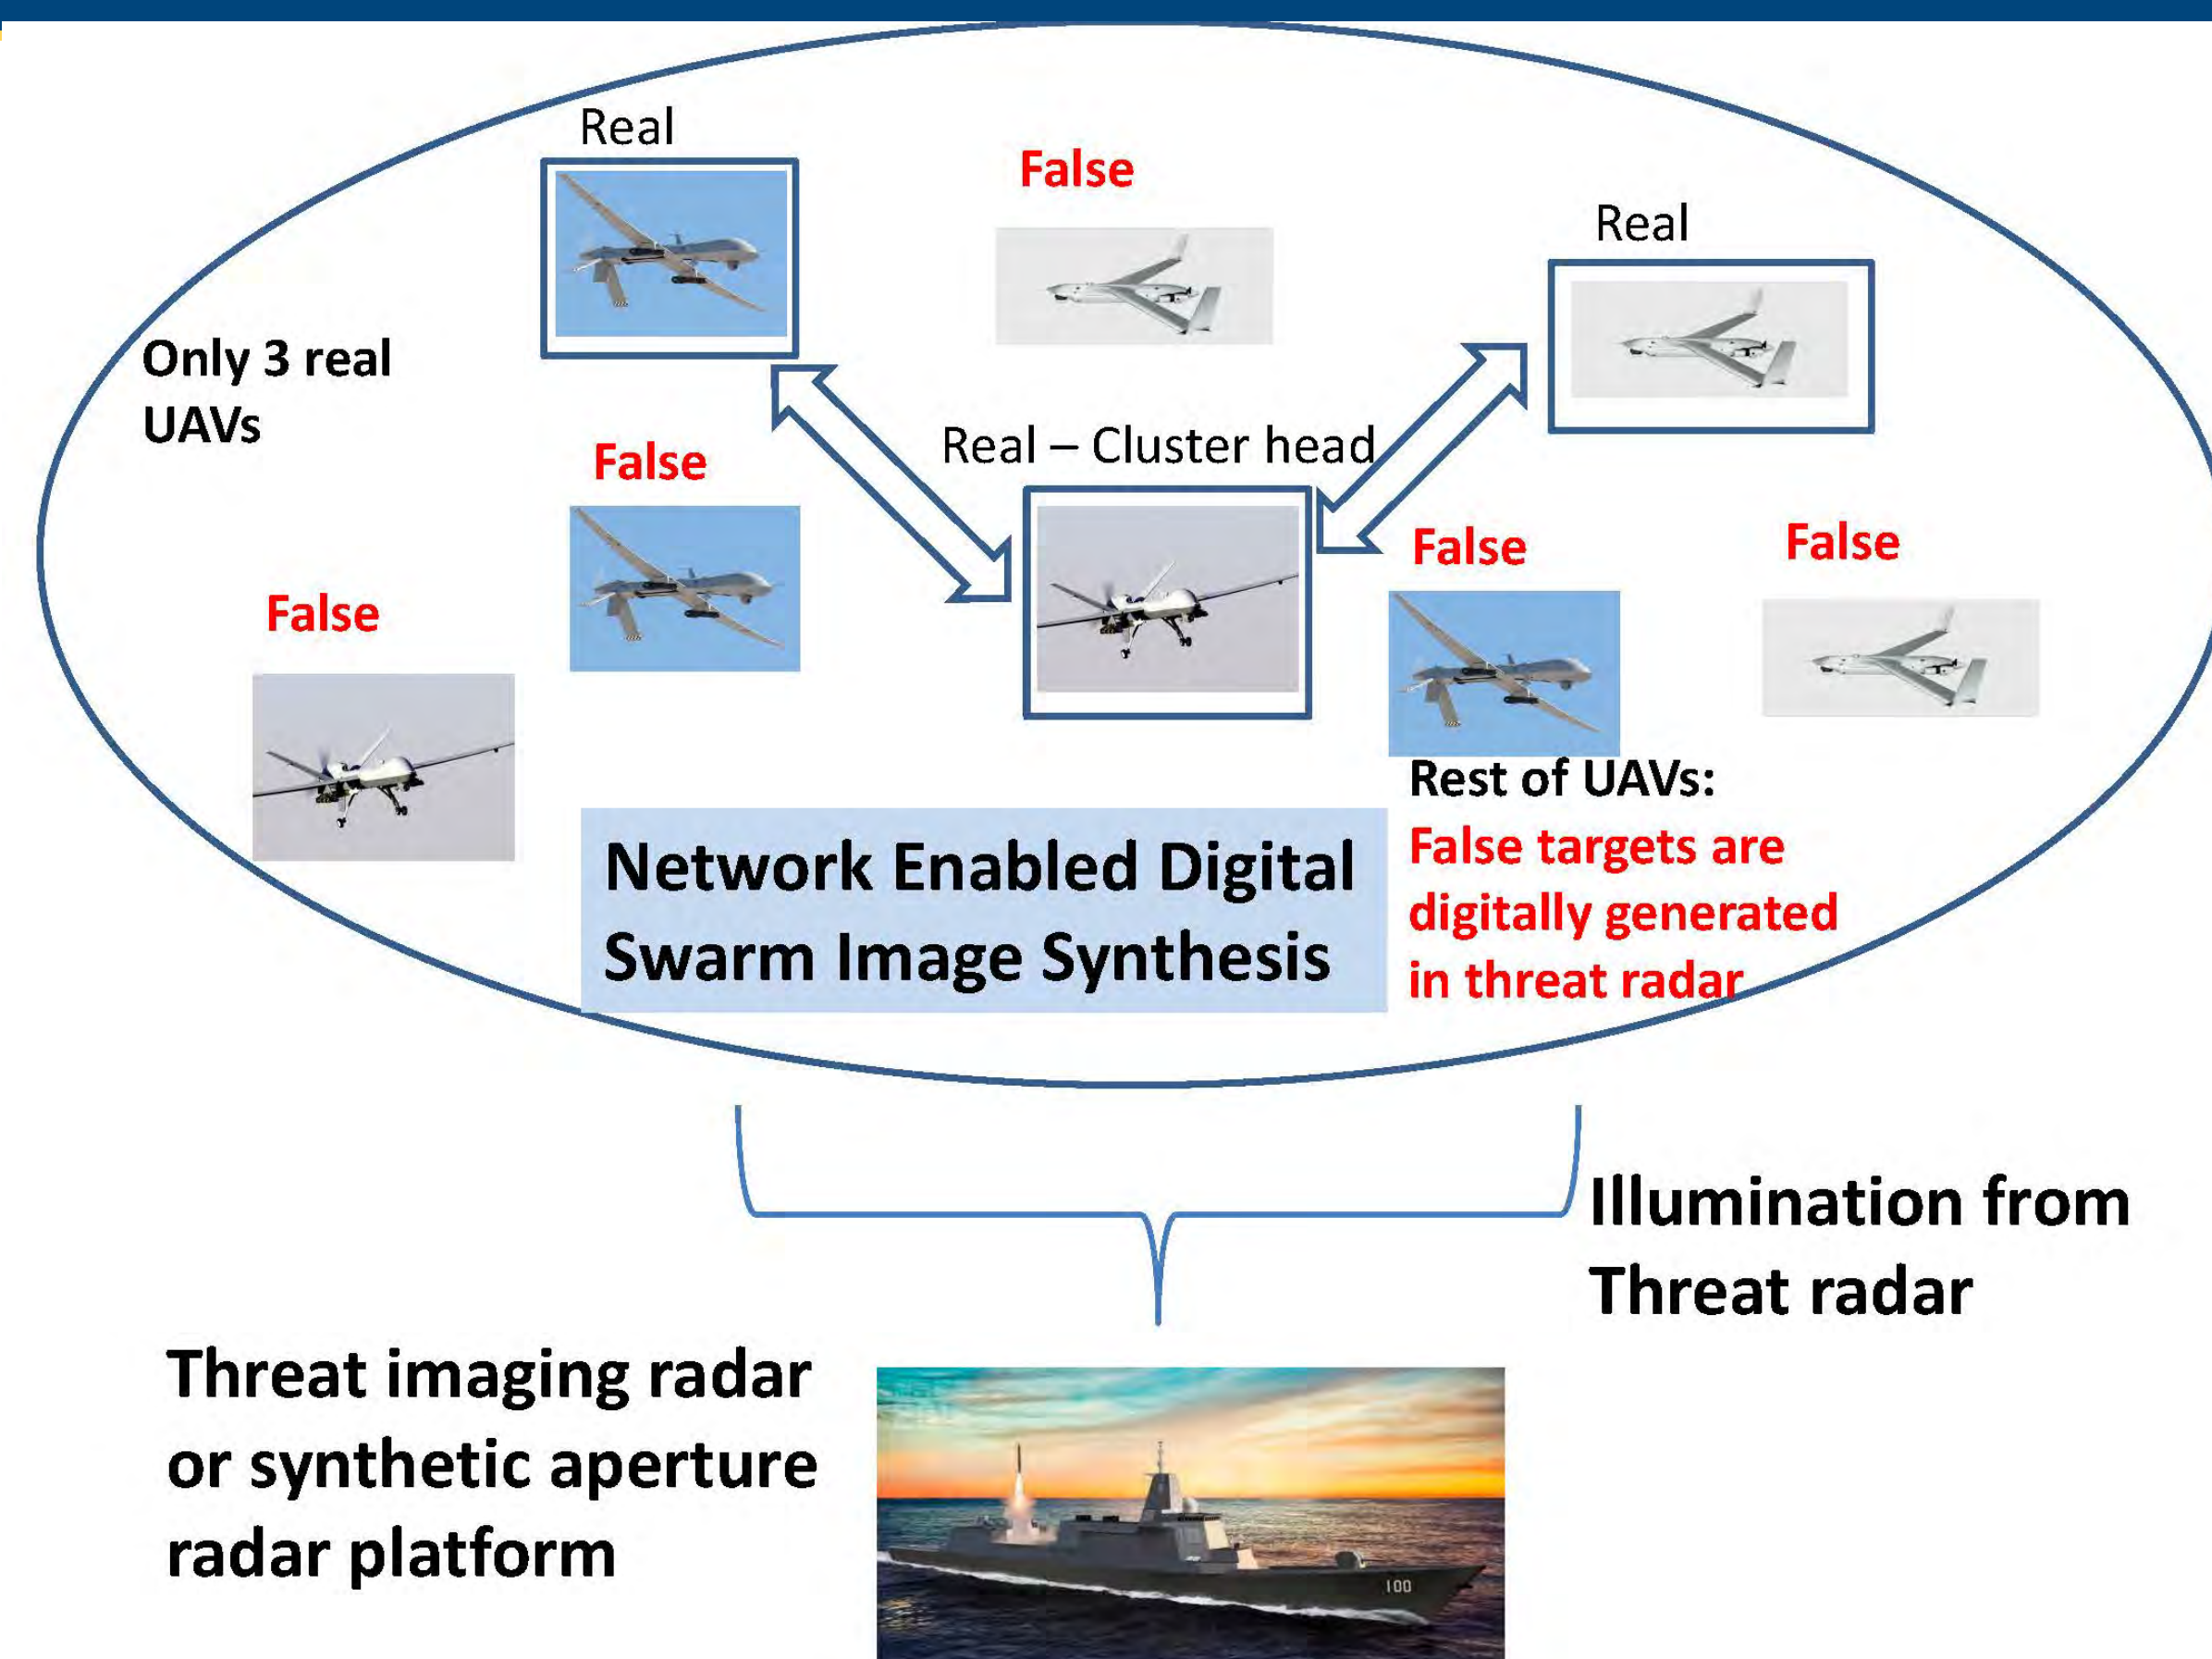 Real
False
Real
Only 3 real
UAVs
Real – Cluster head
False
False
False
False
Rest of UAVs:
False targets are
digitally generated
in threat radar
Network Enabled Digital
Swarm Image Synthesis
Illumination from
Threat radar
Threat imaging radar
or synthetic aperture
radar platform
100